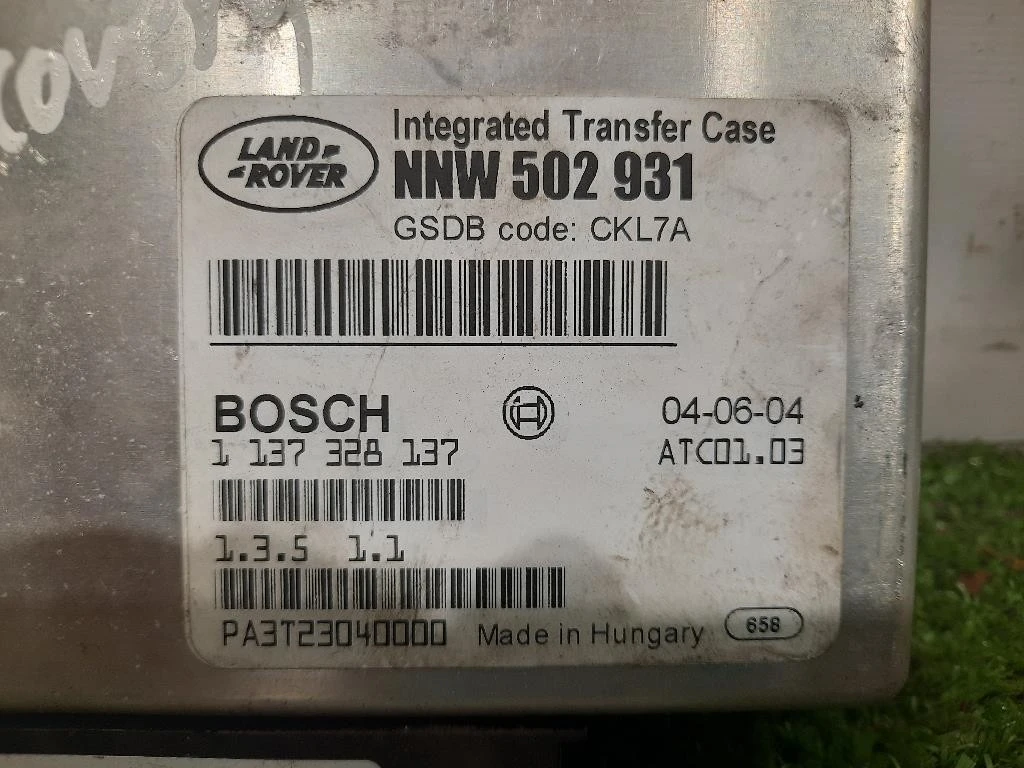 LAND
ROVER
Integrated Transfer Case
NNW 502 931
GSDB code: CKL7A
BOSCH
04-06-04
1 137 328 137
ATC01.03
1.3.5 1.1
PA3T23040000
Made in Hungary
658